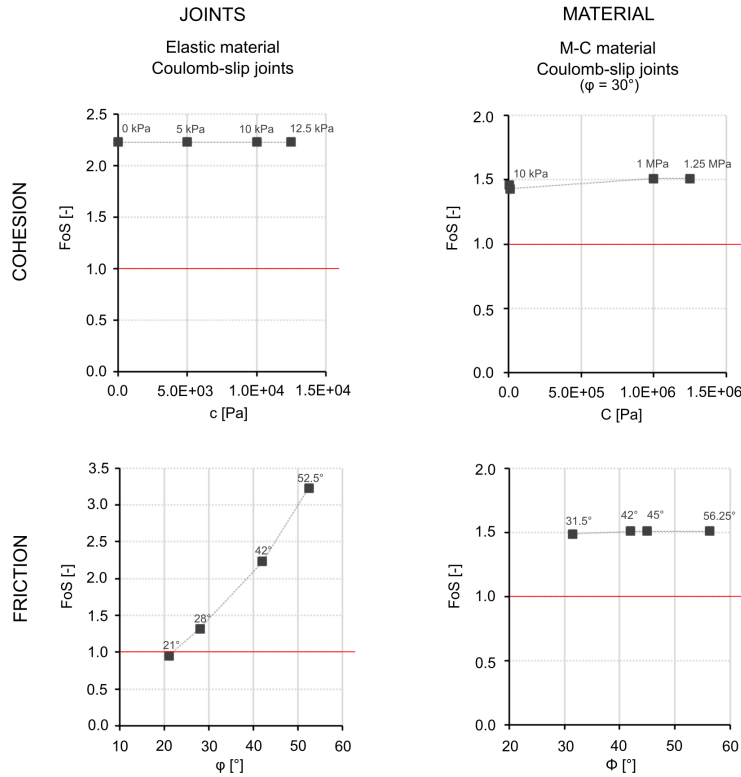 JOINTS
MATERIAL
Elastic material
Coulomb-slip joints
M-C material
Coulomb-slip joints
(φ = 30°)
COHESION
FoS [-]
2.5
2.0
1.5
1.0
0.5
0.0
0 kPa
5 kPa
10 kPa
12.5 kPa
0.0
5.0E+03
1.0E+04
1.5E+04
c [Pa]
FoS [-]
2.0
1.5
1.0
0.5
0.0
10 kPa
1 MPa
1.25 MPa
0.0
5.0E+05
1.0E+06
1.5E+06
C [Pa]
FRICTION
FoS [-]
3.5
3.0
2.5
2.0
1.5
1.0
0.5
0.0
21°
28°
42°
52.5°
10
20
30
40
50
60
φ [°]
FoS [-]
2.0
1.5
1.0
0.5
0.0
31.5°
42°
45°
56.25°
20
30
40
50
60
Φ [°]